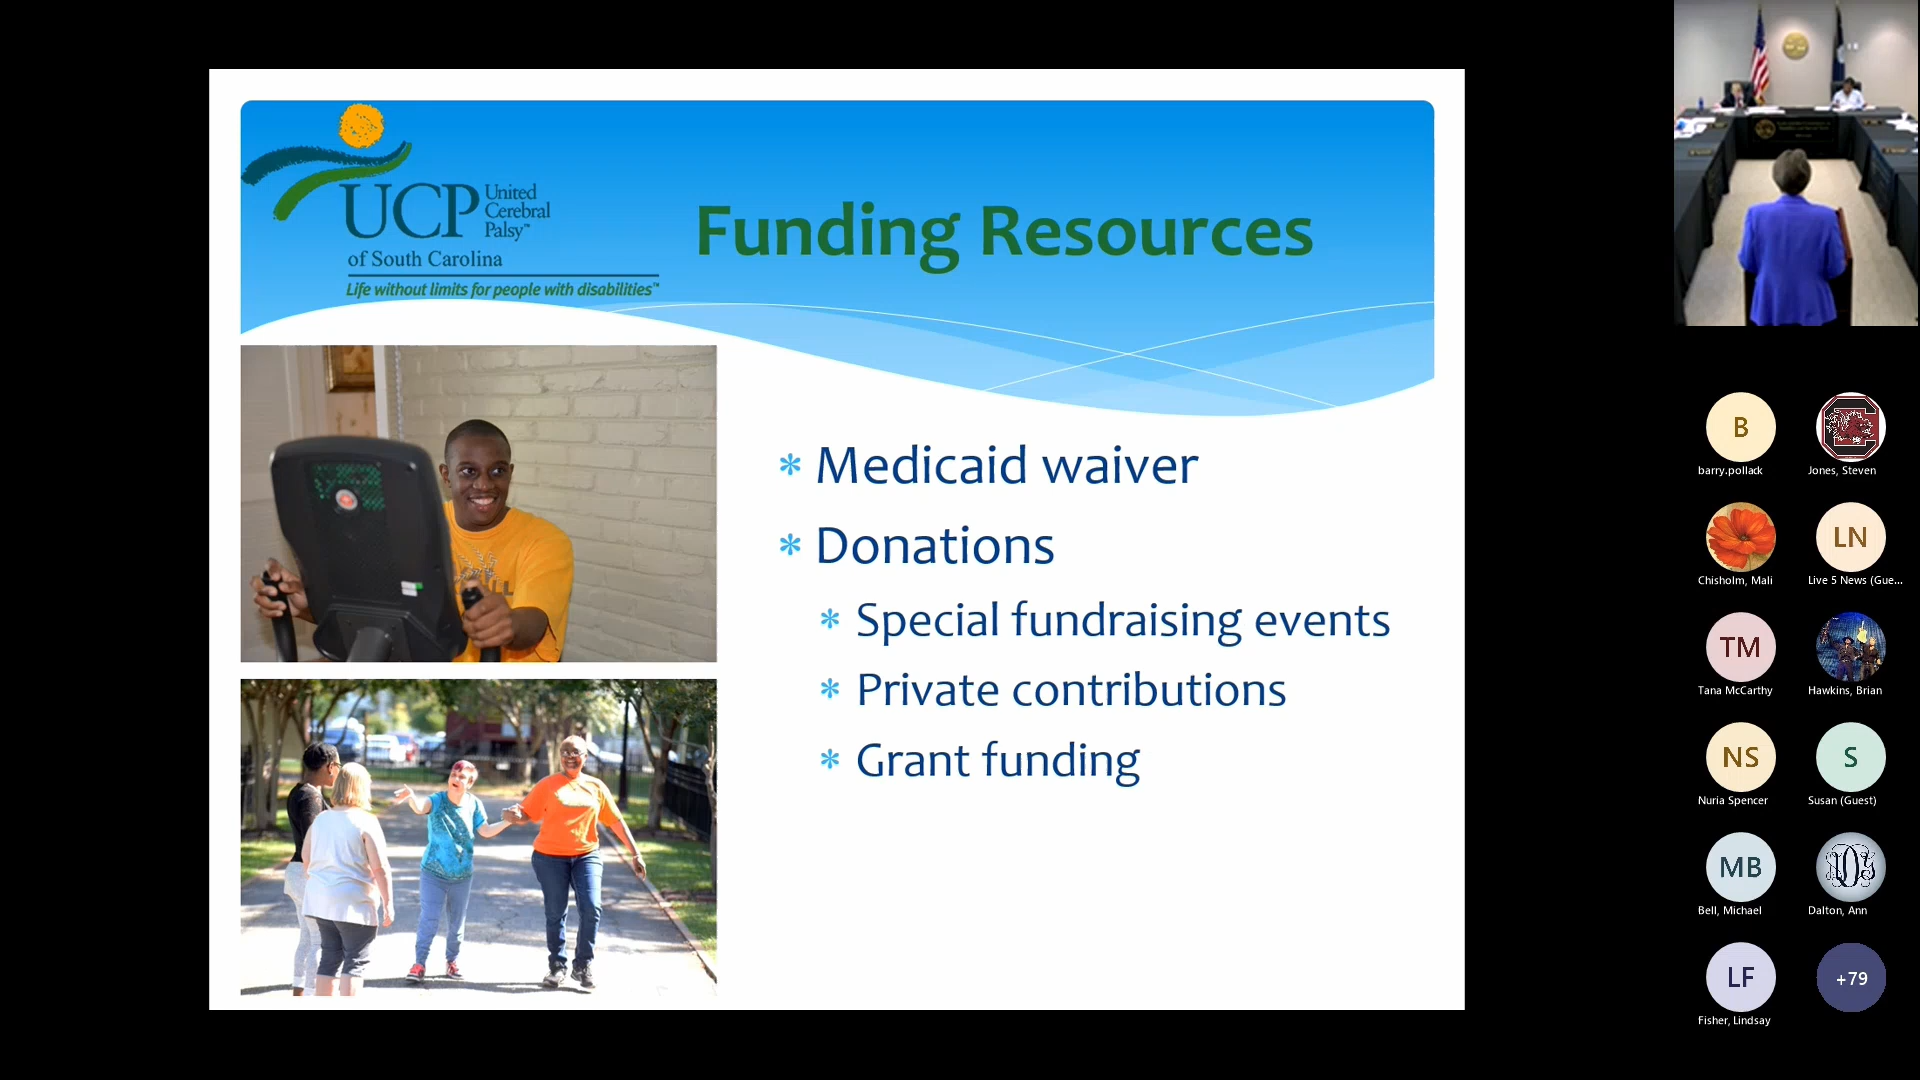 UCP
United
Cerebral
Palsy™
of South Carolina
Life without limits for people with disabilities™
Funding Resources
* Medicaid waiver
* Donations
* Special fundraising events
* Private contributions
* Grant funding
B
barry.pollack
Jones, Steven
Chisholm, Mali
LN
Live 5 News (Gue...
TM
Tana McCarthy
Hawkins, Brian
NS
Nuria Spencer
S
Susan (Guest)
MB
Bell, Michael
Dalton, Ann
LF
Fisher, Lindsay
+79